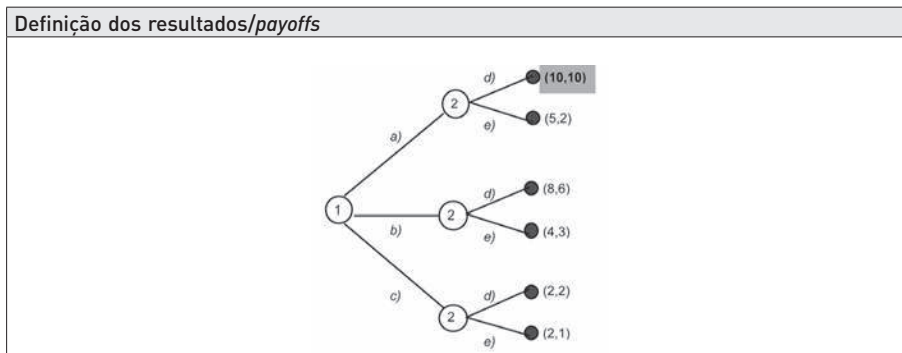 Definição dos resultados/payoffs
d)
(10,10)
2
e)
(5,2)
a)
d)
(8,6)
1
2
b)
e)
(4,3)
c)
d)
(2,2)
2
e)
(2,1)